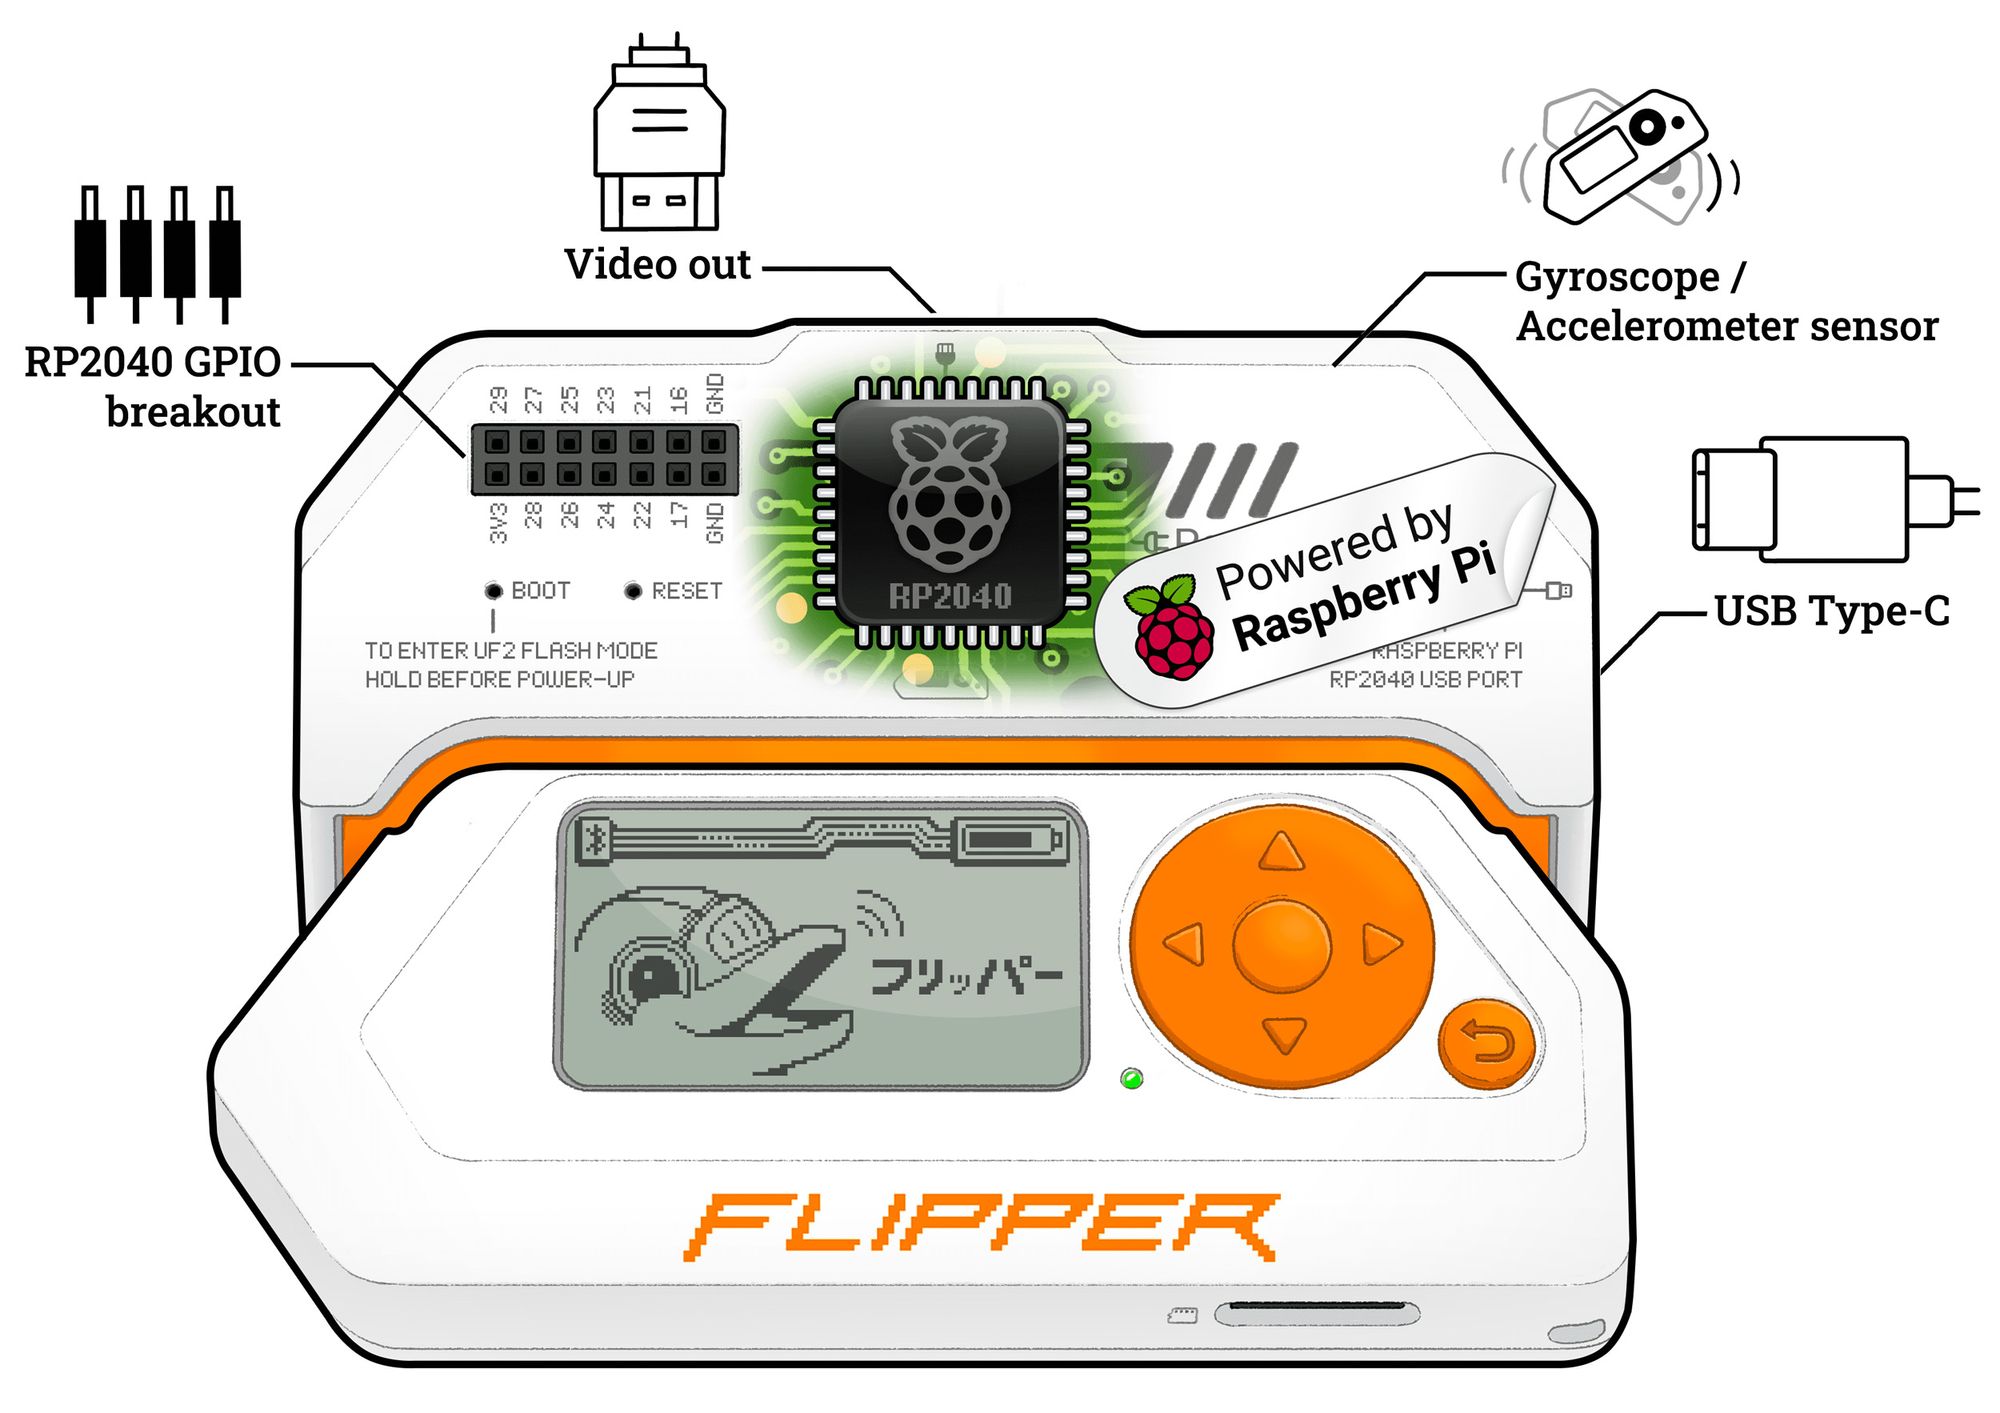 Video out
Gyroscope /
Accelerometer sensor
RP2040 GPIO
breakout
29 27 25 23 21 16 GND
3V3 28 26 24 22 17 GND
BOOT
RESET
TO ENTER UF2 FLASH MODE
HOLD BEFORE POWER-UP
RP2040
Powered by
Raspberry Pi
USB Type-C
RASPBERRY PI
RP2040 USB PORT
フリッパー
FLIPPER